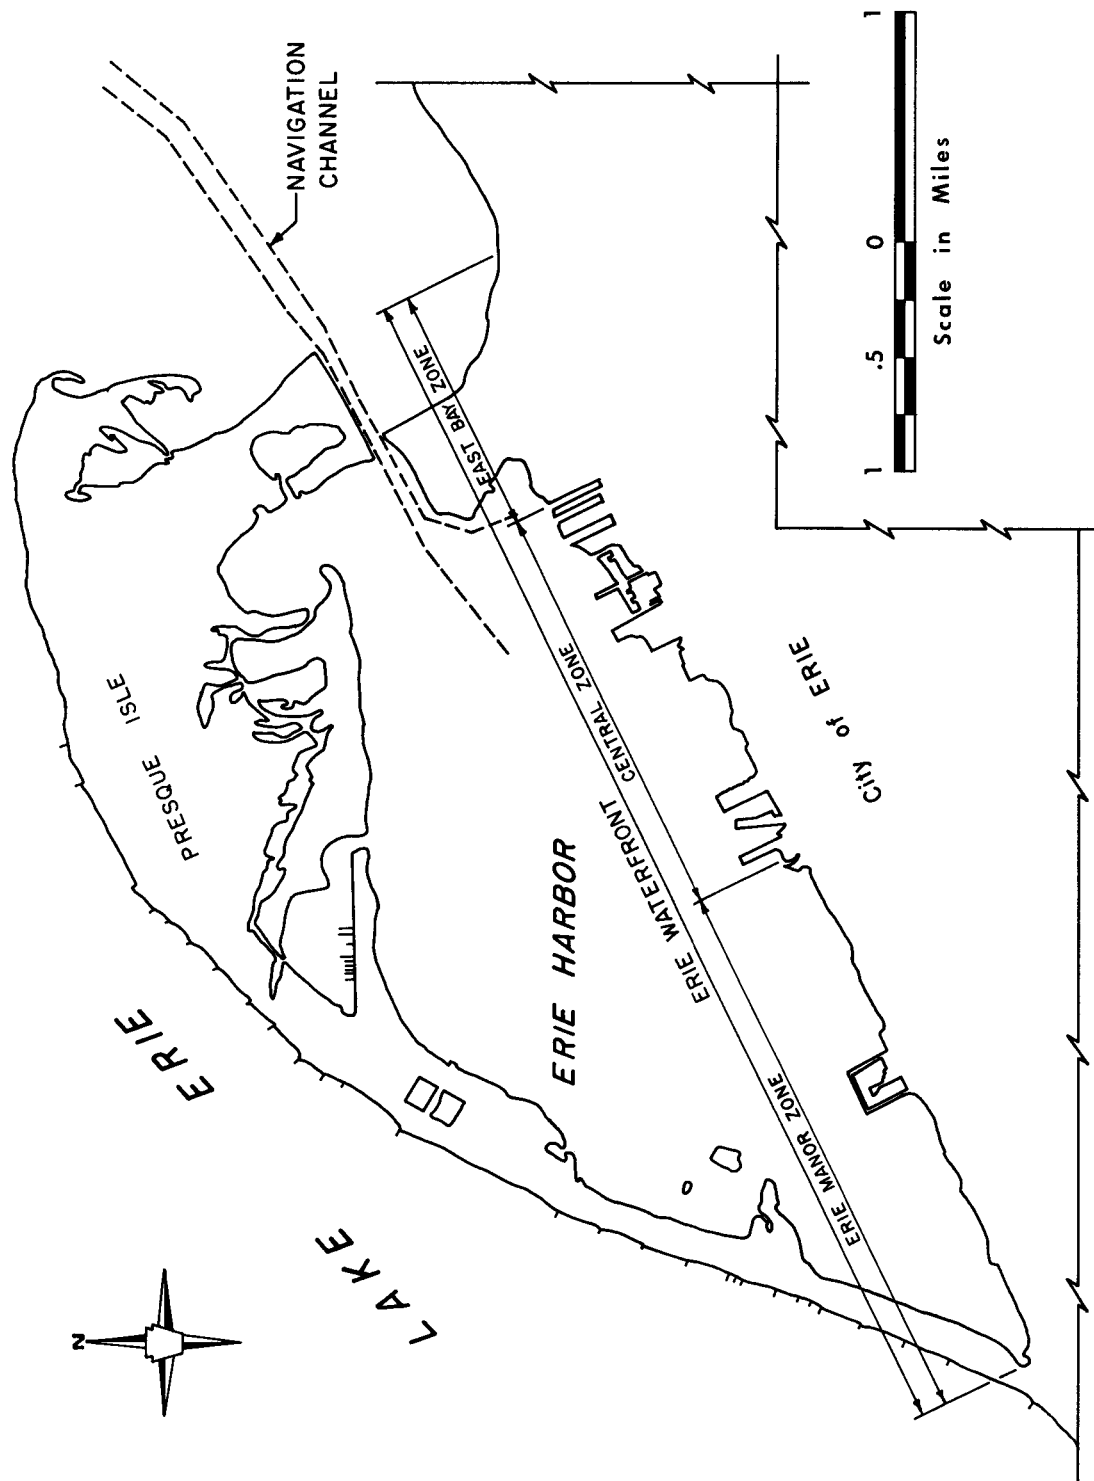 N
LAKE ERIE
PRESQUE ISLE
NAVIGATION
CHANNEL
ERIE HARBOR
ERIE WATERFRONT
ERIE MANOR ZONE
CENTRAL ZONE
EAST BAY ZONE
City of ERIE
1 .5 0 1
Scale in Miles